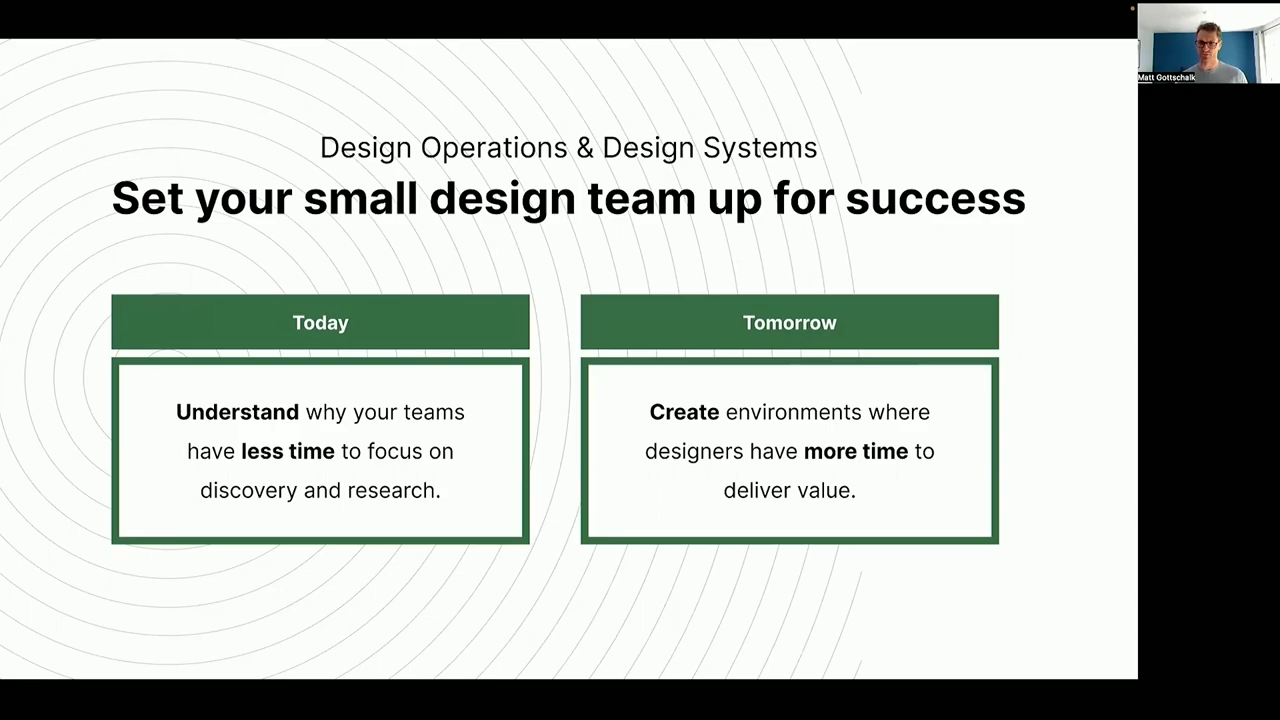 Matt Gottschalk
Design Operations & Design Systems
Set your small design team up for success
Today
Understand why your teams
have less time to focus on
discovery and research.
Tomorrow
Create environments where
designers have more time to
deliver value.